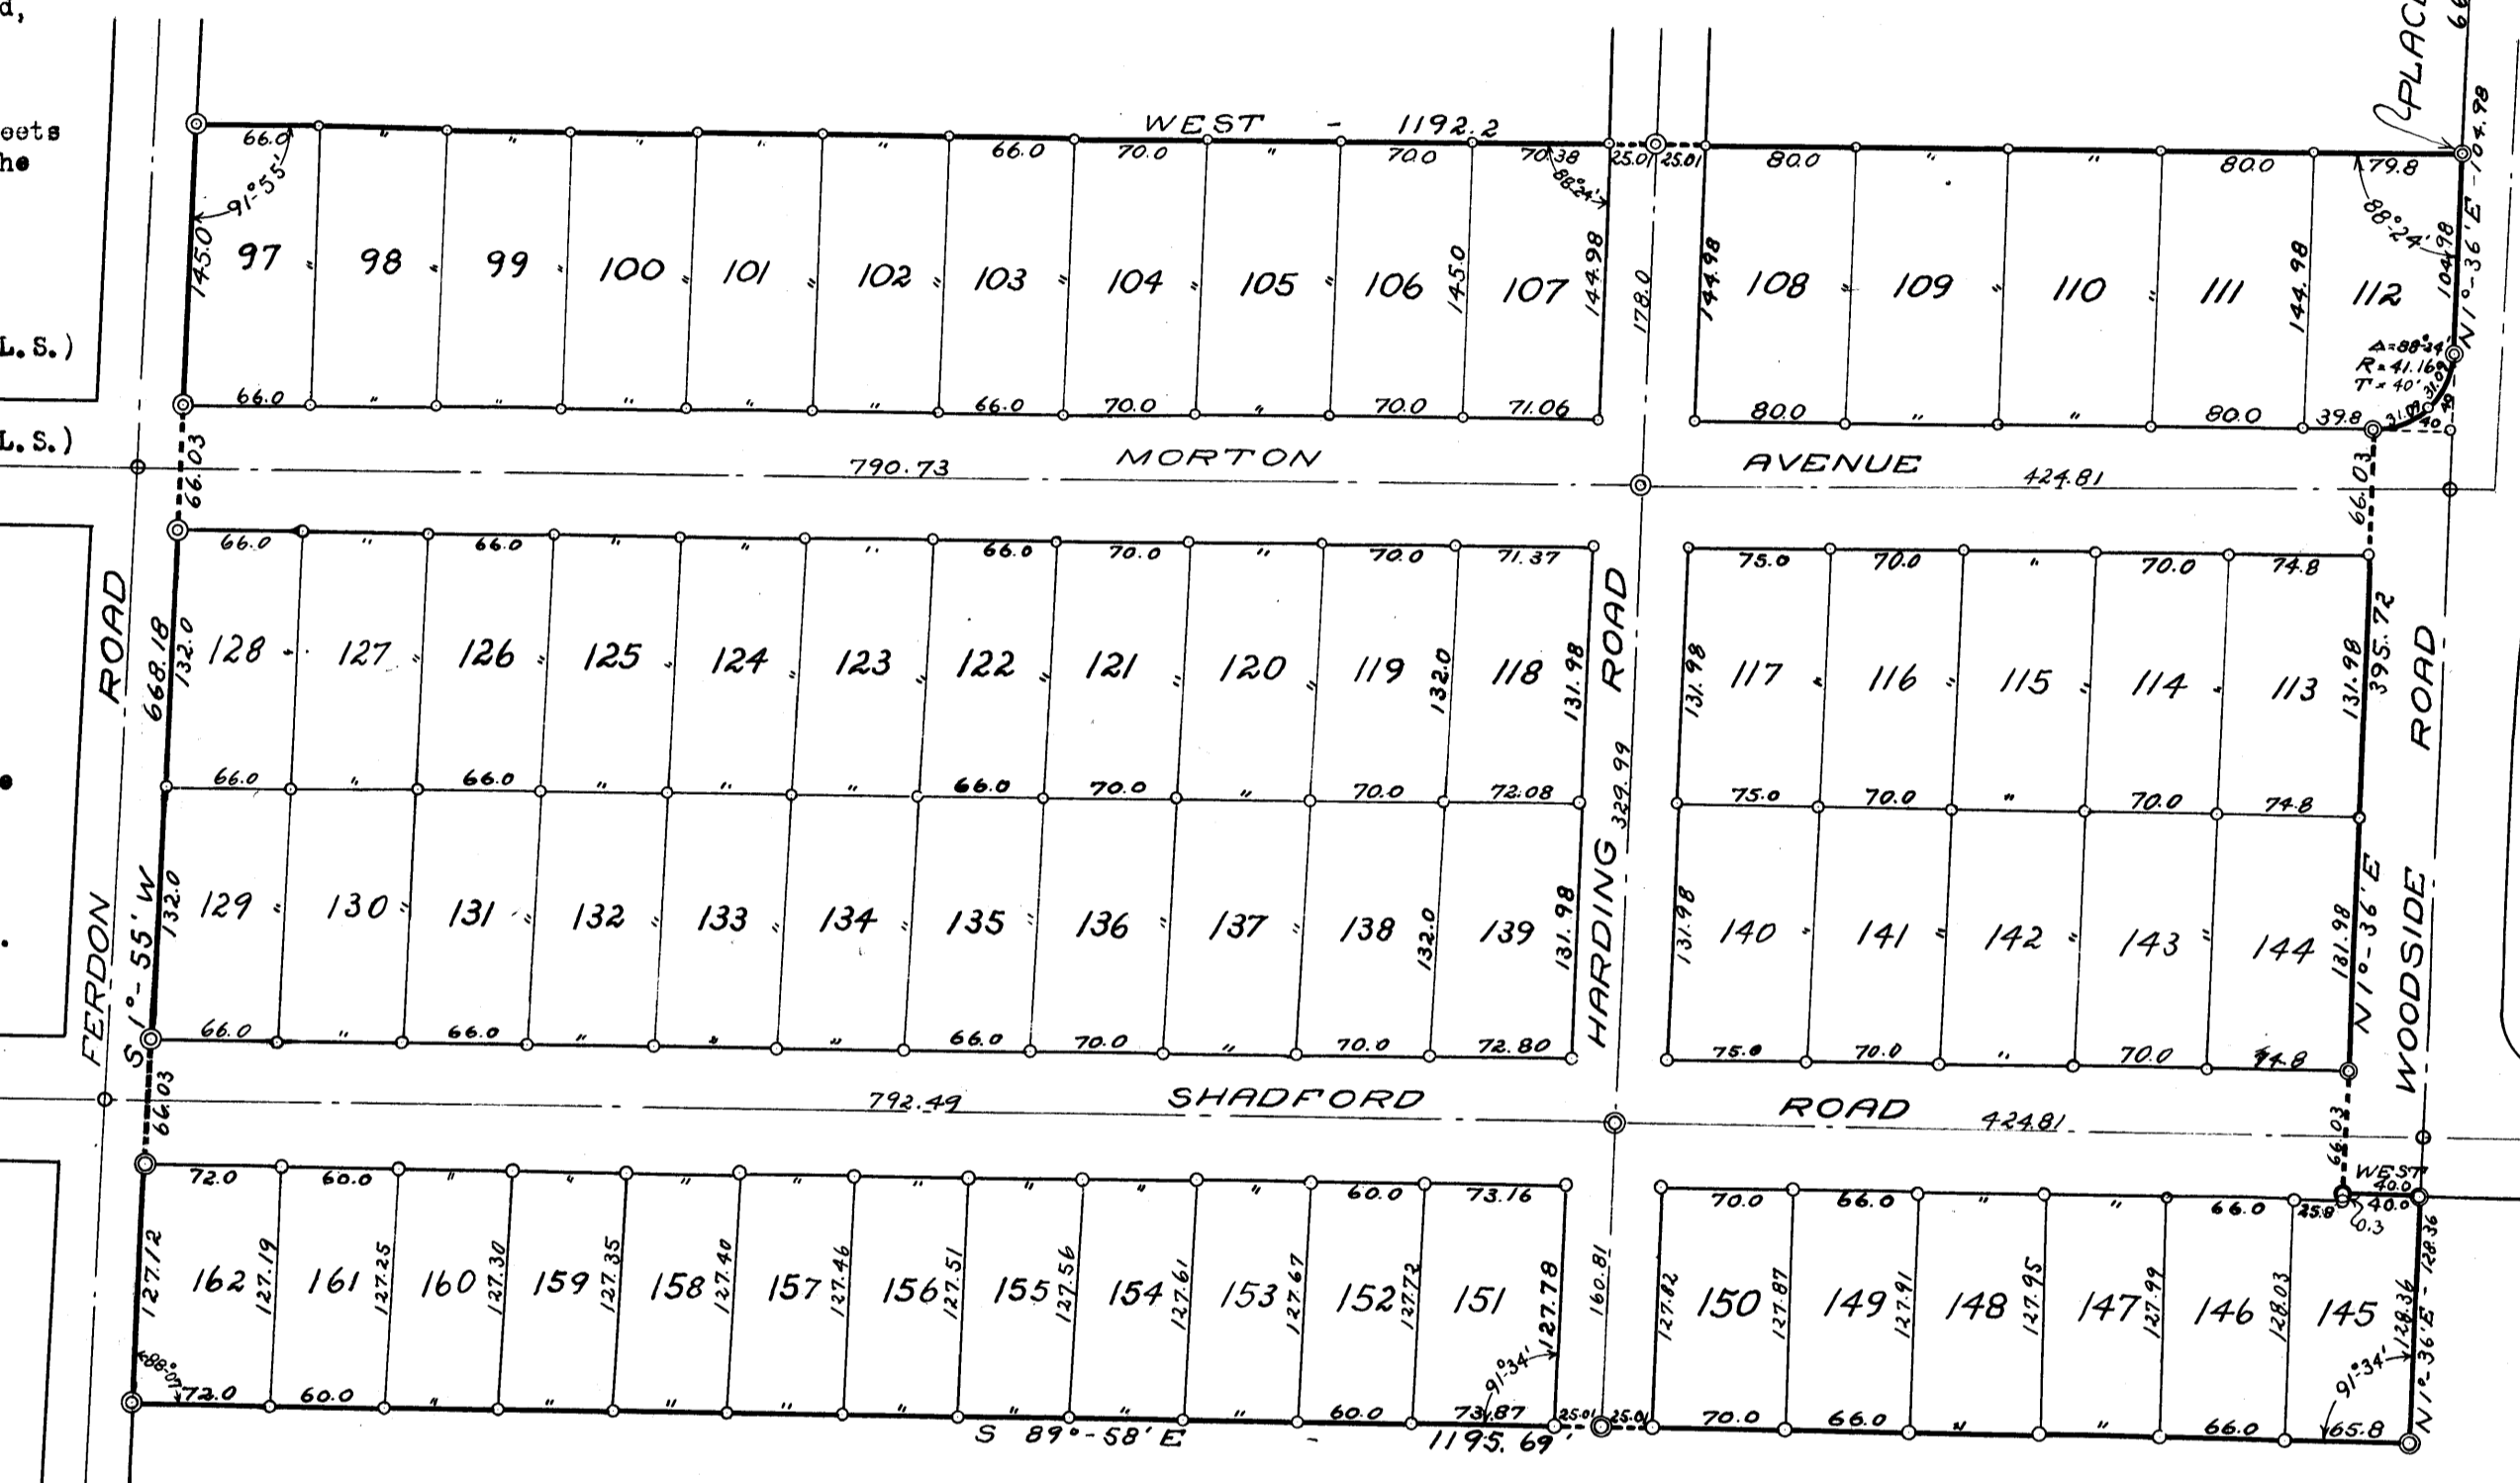 d,
eets
he
L.S.)
L.S.)
e
.
PLACE
66
WEST - 1192.2
66.0 " " " " " 66.0 70.0 " 70.0 70.38 25.01 25.01 80.0 " " 80.0 79.8
91°-55' 88°-24' 88°-24'
N 1°-36' E - 104.98
145.0 97 " 98 " 99 " 100 " 101 " 102 " 103 " 104 " 105 " 106 145.0 107 144.98 178.0 144.98 108 " 109 " 110 " 111 144.98 112 104.98
Δ=88°-24'
R=41.16
T=40'
31.09 31.09 40 40
66.0 " " " " " 66.0 70.0 " 70.0 71.06 80.0 " " 80.0 39.8
66.03 790.73 MORTON AVENUE 424.81 66.03
66.0 " 66.0 " " " 66.0 70.0 " 70.0 71.37 75.0 70.0 " 70.0 74.8
FERDON ROAD
S 1°-55' W 668.18
132.0 128 " 127 " 126 " 125 " 124 " 123 " 122 " 121 " 120 " 119 132.0 118 131.98 131.98 117 " 116 " 115 " 114 " 113 131.98
HARDING 329.99 ROAD
N 1°-36' E 395.72
WOODSIDE ROAD
66.0 " 66.0 " " " 66.0 70.0 " 70.0 72.08 75.0 70.0 " 70.0 74.8
132.0 129 " 130 " 131 " 132 " 133 " 134 " 135 " 136 " 137 " 138 132.0 139 131.98 131.98 140 " 141 " 142 " 143 " 144 131.98
66.0 " 66.0 " " " 66.0 70.0 " 70.0 72.80 75.0 70.0 " 70.0 74.8
66.03 792.49 SHADFORD ROAD 424.81 66.03
WEST
40.0
72.0 60.0 " " " " " " " " 60.0 73.16 70.0 66.0 " " 66.0 25.8 40.0
0.3
127.12 162 127.19 161 127.25 160 127.30 159 127.35 158 127.40 157 127.46 156 127.51 155 127.56 154 127.61 153 127.67 152 127.72 151 127.78 160.81 127.82 150 127.87 149 127.91 148 127.95 147 127.99 146 128.03 145 128.36
N 1°-36' E - 128.36
91°-34' 91°-34'
72.0 60.0 " " " " " " " " 60.0 73.87 25.01 25.01 70.0 66.0 " " 66.0 65.8
S 89°-58' E - 1195.69'